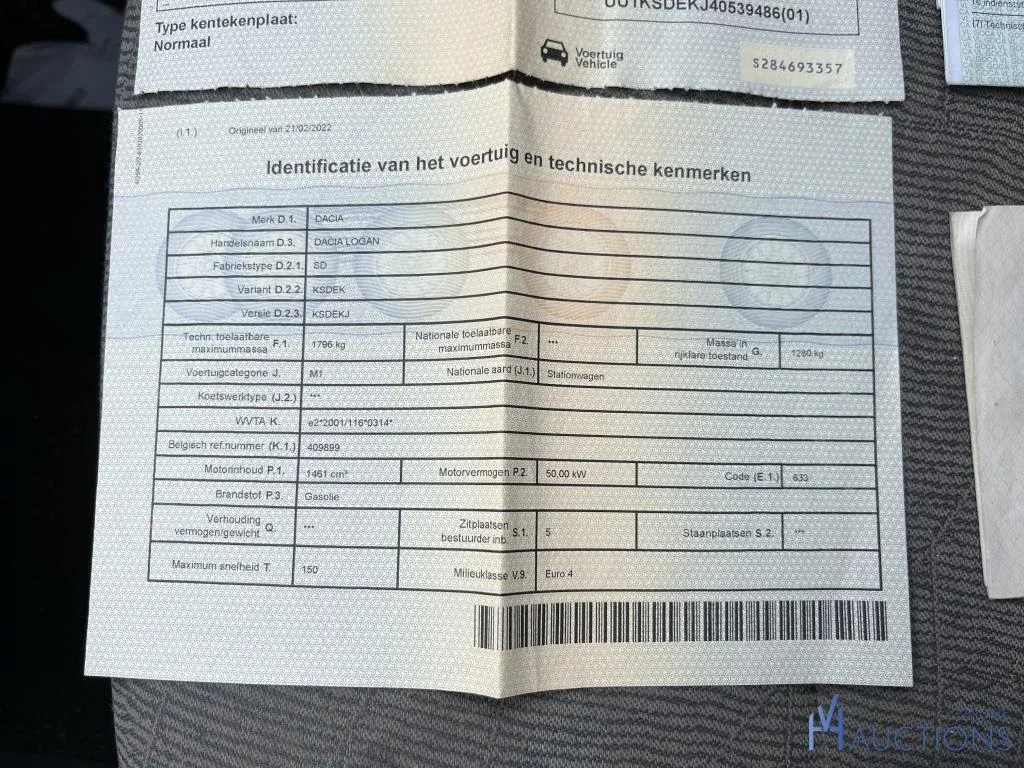 Type kentekenplaat:
Normaal
UU1KSDEKJ40539486(01)
Voertuig
Vehicle
S284693357
(7) Technisc
(I.1.) Origineel van 21/02/2022
Identificatie van het voertuig en technische kenmerken
Merk D.1. DACIA
Handelsnaam D.3. DACIA LOGAN
Fabriekstype D.2.1. SD
Variant D.2.2. KSDEK
Versie D.2.3. KSDEKJ
Techn. toelaatbare maximummassa F.1. 1796 kg Nationale toelaatbare maximummassa F.2. *** Massa in rijklare toestand G. 1280 kg
Voertuigcategorie J. M1 Nationale aard (J.1.) Stationwagen
Koetswerktype (J.2.) ***
WVTA K. e2*2001/116*0314*
Belgisch ref.nummer (K.1.) 409899
Motorinhoud P.1. 1461 cm³ Motorvermogen P.2. 50,00 kW Code (E.1.) 633
Brandstof P.3. Gasolie
Verhouding vermogen/gewicht Q. *** Zitplaatsen bestuurder inb. S.1. 5 Staanplaatsen S.2. ***
Maximum snelheid T. 150 Milieuklasse V.9. Euro 4
AUCTIONS